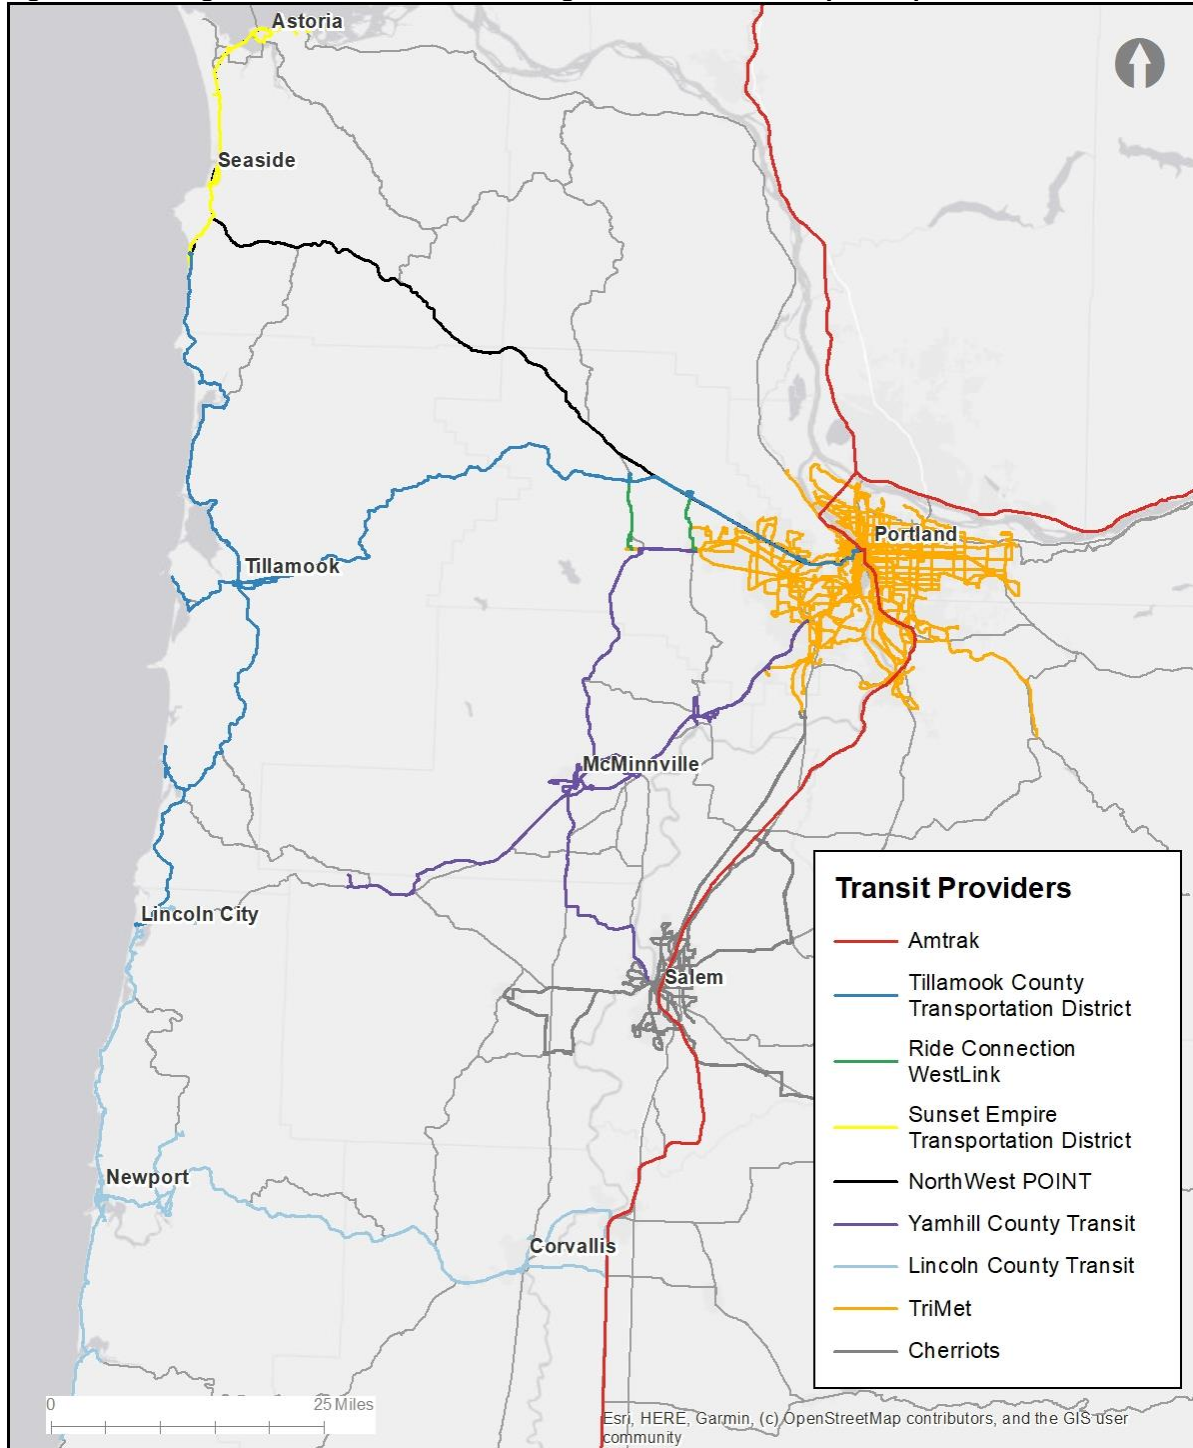 Astoria
Seaside
Portland
Tillamook
McMinnville
Lincoln City
Salem
Newport
Corvallis
Transit Providers
Amtrak
Tillamook County
Transportation District
Ride Connection
WestLink
Sunset Empire
Transportation District
NorthWest POINT
Yamhill County Transit
Lincoln County Transit
TriMet
Cherriots
0 25 Miles
Esri, HERE, Garmin, (c) OpenStreetMap contributors, and the GIS user
community